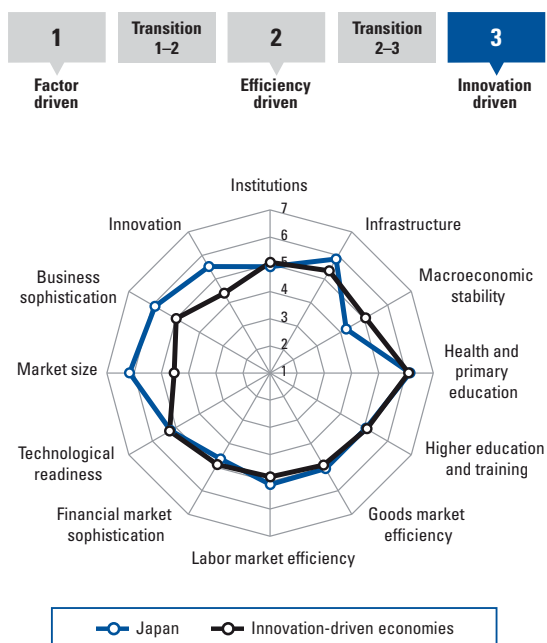 1
Transition
1–2
2
Transition
2–3
3
Factor
driven
Efficiency
driven
Innovation
driven
Institutions
7
6
5
4
3
2
1
Infrastructure
Macroeconomic
stability
Health and
primary
education
Higher education
and training
Goods market
efficiency
Labor market efficiency
Financial market
sophistication
Technological
readiness
Market size
Business
sophistication
Innovation
Japan
Innovation-driven economies